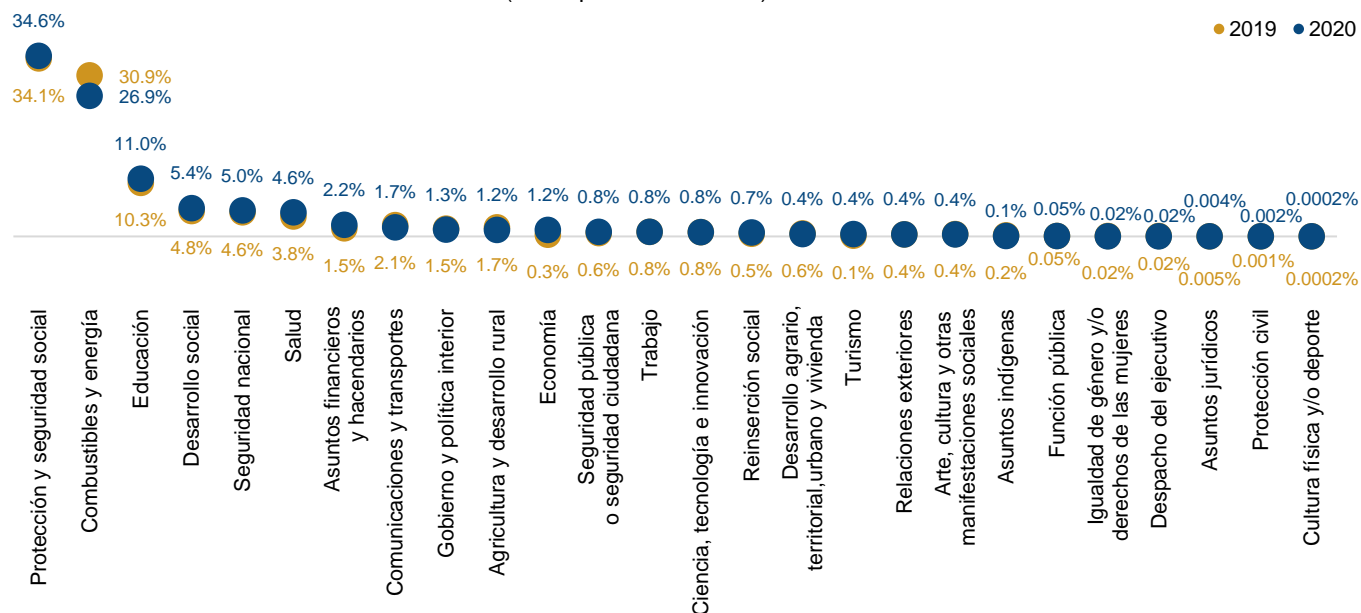 34.6%
2019 2020
30.9%
34.1% 26.9%
11.0%
5.4% 5.0% 4.6% 2.2% 1.7% 1.3% 1.2% 1.2% 0.8% 0.8% 0.8% 0.7% 0.4% 0.4% 0.4% 0.4% 0.1% 0.05% 0.02% 0.02% 0.004% 0.002% 0.0002%
10.3% 4.8% 4.6% 3.8% 1.5% 2.1% 1.5% 1.7% 0.3% 0.6% 0.8% 0.8% 0.5% 0.6% 0.1% 0.4% 0.4% 0.2% 0.05% 0.02% 0.02% 0.005% 0.001% 0.0002%
Protección y seguridad social
Combustibles y energía
Educación
Desarrollo social
Seguridad nacional
Salud
Asuntos financieros
y hacendarios
Comunicaciones y transportes
Gobierno y política interior
Agricultura y desarrollo rural
Economía
Seguridad pública
o seguridad ciudadana
Trabajo
Ciencia, tecnología e innovación
Reinserción social
Desarrollo agrario,
territorial,urbano y vivienda
Turismo
Relaciones exteriores
Arte, cultura y otras
manifestaciones sociales
Asuntos indígenas
Función pública
Igualdad de género y/o
derechos de las mujeres
Despacho del ejecutivo
Asuntos jurídicos
Protección civil
Cultura física y/o deporte